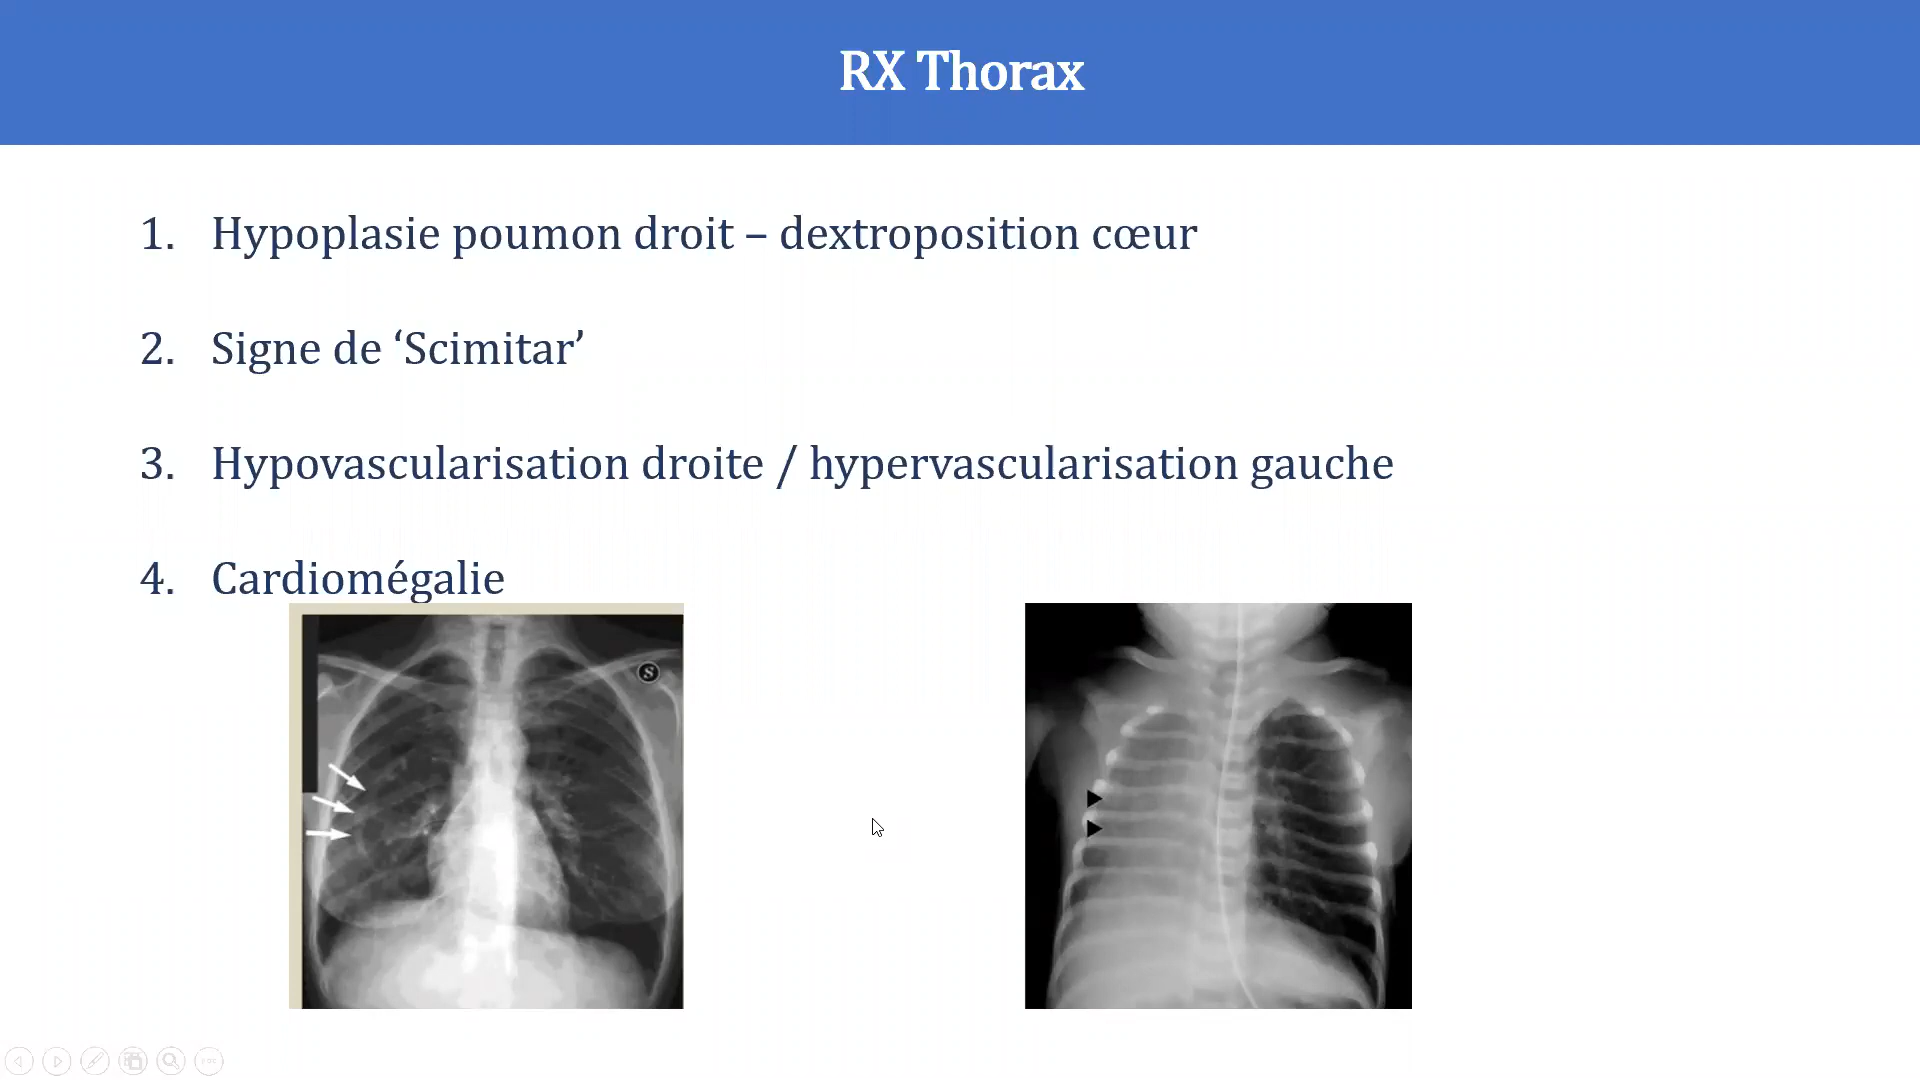 RX Thorax
1. Hypoplasie poumon droit – dextroposition cœur
2. Signe de ‘Scimitar’
3. Hypovascularisation droite / hypervascularisation gauche
4. Cardiomégalie
S